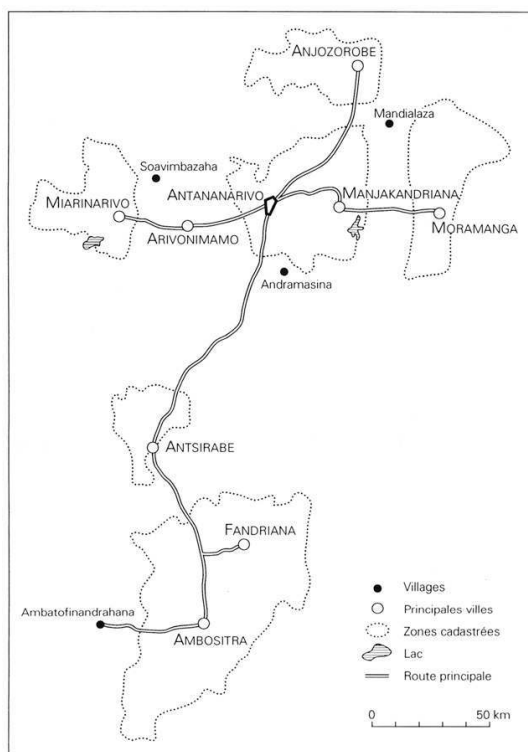 ANJOZOROBE
Mandialaza
Soavimbazaha
ANTANANARIVO
MANJAKANDRIANA
MIARINARIVO
ARIVONIMAMO
MORAMANGA
Andramasina
ANTSIRABE
FANDRIANA
Ambatofinandrahana
AMBOSITRA
Villages
Principales villes
Zones cadastrées
Lac
Route principale
0 50 km